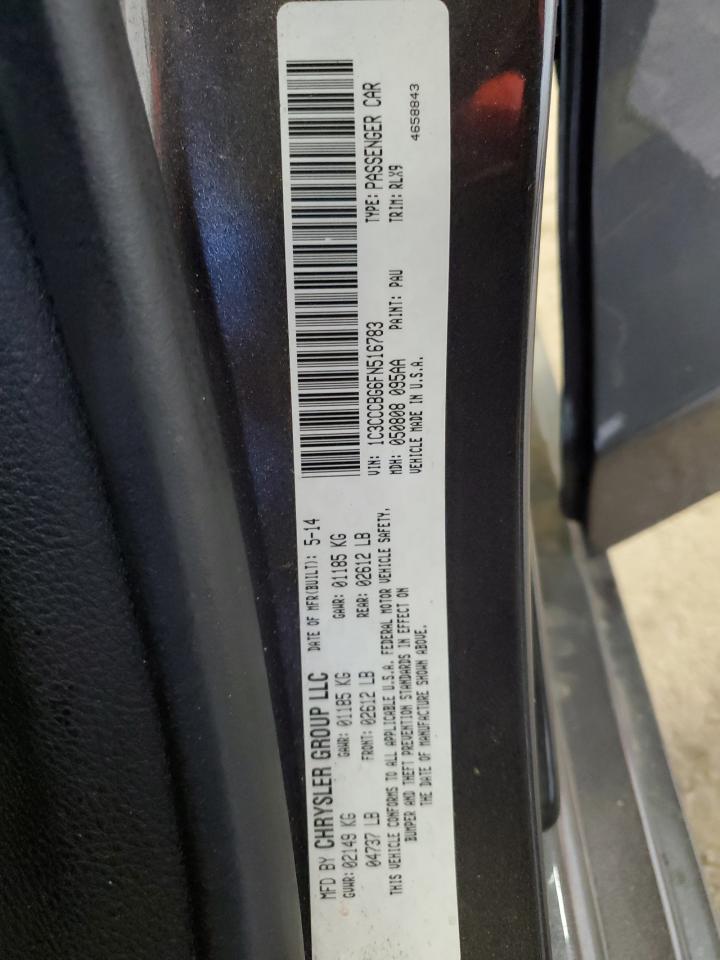 MFD BY CHRYSLER GROUP LLC DATE OF MFR(BUILT): 5-14
GVWR: 02149 KG GAWR: 01185 KG GAWR: 01185 KG
04737 LB FRONT: 02612 LB REAR: 02612 LB
THIS VEHICLE CONFORMS TO ALL APPLICABLE U.S.A. FEDERAL MOTOR VEHICLE SAFETY,
BUMPER AND THEFT PREVENTION STANDARDS IN EFFECT ON
THE DATE OF MANUFACTURE SHOWN ABOVE.
VIN: 1C3CCCBG6FN516783 TYPE: PASSENGER CAR
MDH: 050808 095AA PAINT: PAU TRIM: RLX9
VEHICLE MADE IN U.S.A. 4658843